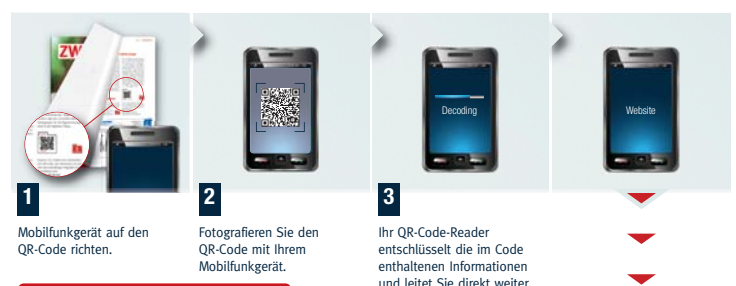 ZW
Decoding
Website
1
2
3
Mobilfunkgerät auf den
QR-Code richten.
Fotografieren Sie den
QR-Code mit Ihrem
Mobilfunkgerät.
Ihr QR-Code-Reader
entschlüsselt die im Code
enthaltenen Informationen
und leitet Sie direkt weiter